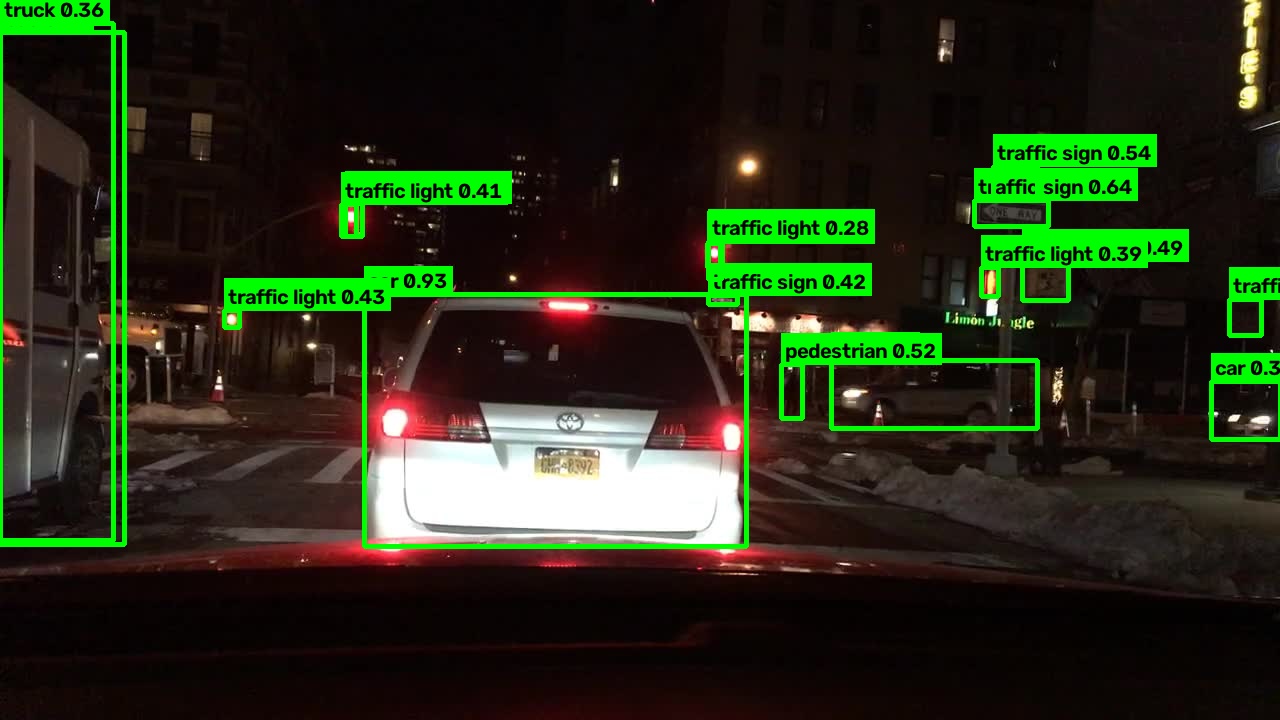 truck 0.36
traffic sign 0.54
traffic sign 0.64
traffic light 0.41
ONE WAY
traffic light 0.28
traffic light 0.39
0.49
car 0.93
traffic sign 0.42
traffic light 0.43
Limón Jungle
pedestrian 0.52
car 0.3